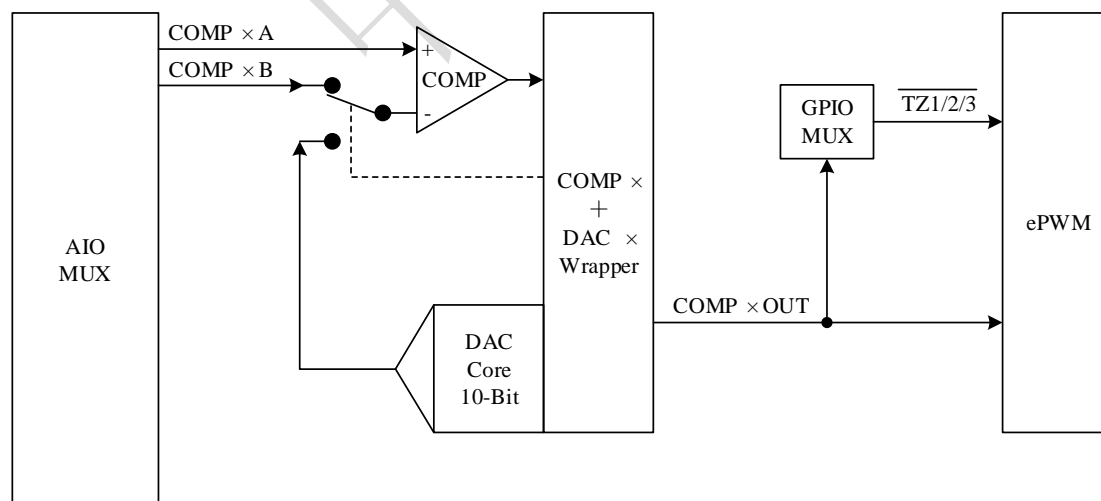 COMP × A
COMP × B
+
COMP
-
AIO
MUX
COMP ×
+
DAC ×
Wrapper
DAC
Core
10-Bit
COMP × OUT
GPIO
MUX
TZ1/2/3
ePWM